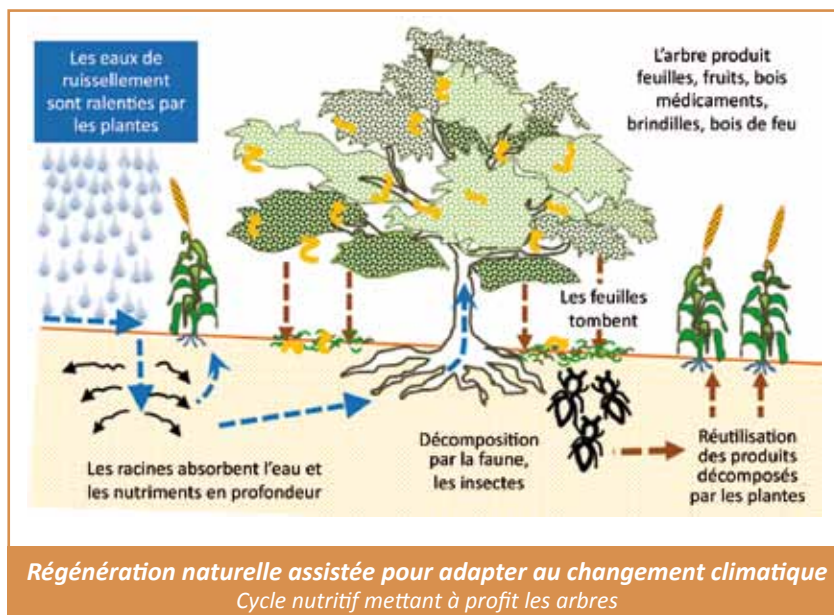 Les eaux de
ruissellement
sont ralenties par
les plantes
L'arbre produit
feuilles, fruits, bois
médicaments,
brindilles, bois de feu
Les feuilles
tombent
Les racines absorbent l'eau et
les nutriments en profondeur
Décomposition
par la faune,
les insectes
Réutilisation
des produits
décomposés
par les plantes
Régénération naturelle assistée pour adapter au changement climatique
Cycle nutritif mettant à profit les arbres